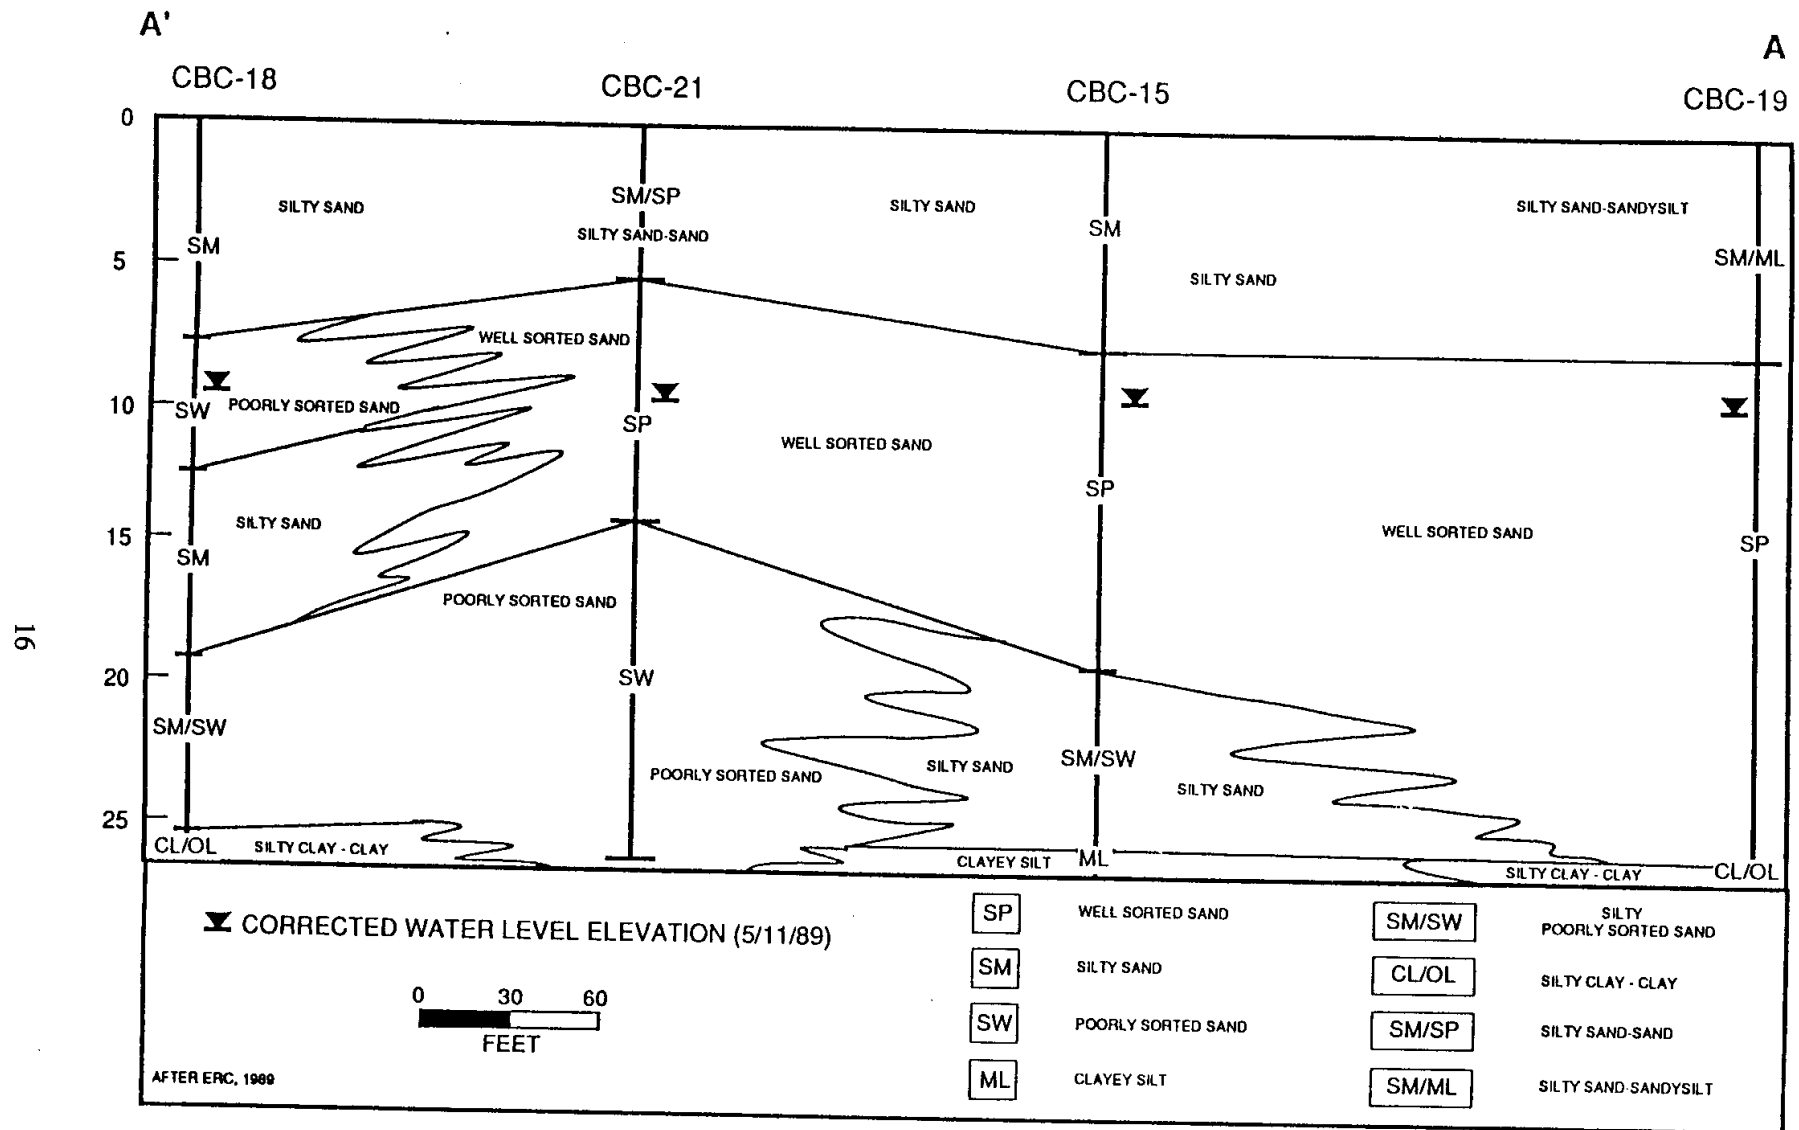 A'
A
CBC-18
CBC-21
CBC-15
CBC-19
0
SM/SP
SILTY SAND
SILTY SAND
SILTY SAND-SANDYSILT
SM
SILTY SAND-SAND
SM
5
SM/ML
SILTY SAND
WELL SORTED SAND
10
SW
POORLY SORTED SAND
SP
WELL SORTED SAND
SP
SILTY SAND
WELL SORTED SAND
15
SM
SP
POORLY SORTED SAND
16
20
SW
SM/SW
SM/SW
POORLY SORTED SAND
SILTY SAND
SILTY SAND
25
CL/OL
SILTY CLAY - CLAY
CLAYEY SILT
ML
SILTY CLAY - CLAY
CL/OL
CORRECTED WATER LEVEL ELEVATION (5/11/89)
0 30 60
FEET
AFTER ERC, 1989
SP WELL SORTED SAND
SM SILTY SAND
SW POORLY SORTED SAND
ML CLAYEY SILT
SM/SW SILTY
POORLY SORTED SAND
CL/OL SILTY CLAY - CLAY
SM/SP SILTY SAND-SAND
SM/ML SILTY SAND-SANDYSILT